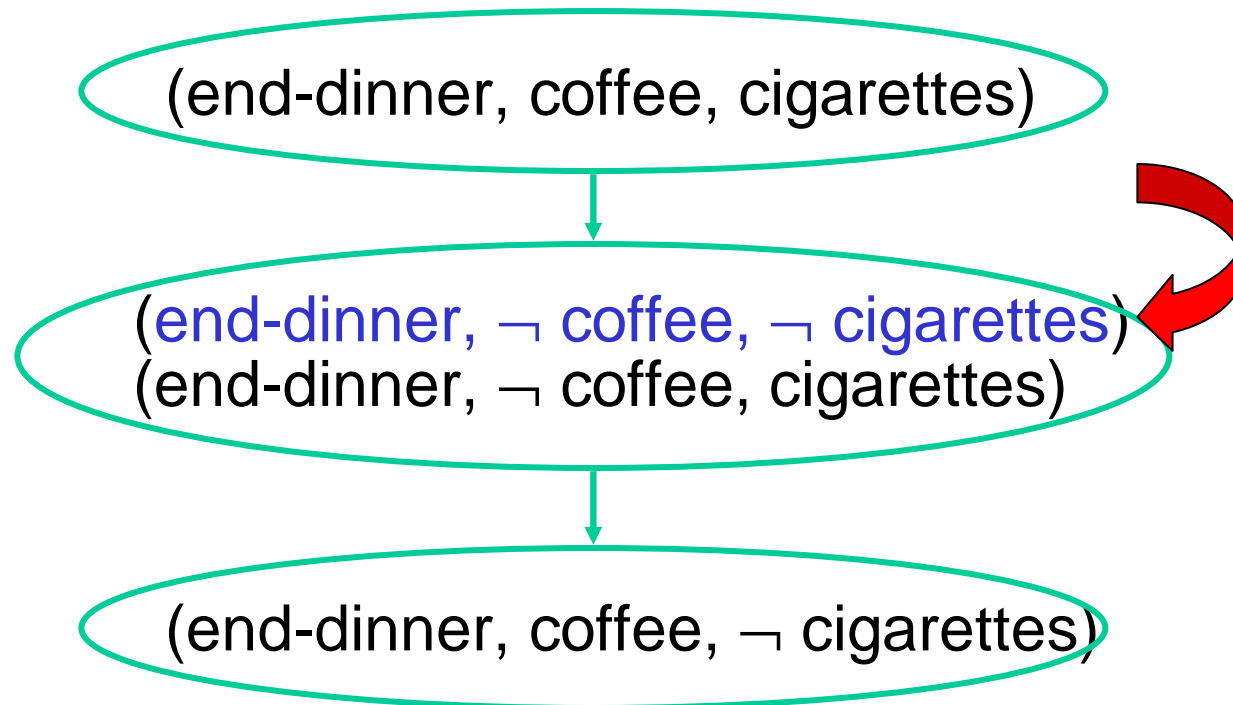 (end-dinner, coffee, cigarettes)
(end-dinner, ¬ coffee, ¬ cigarettes)
(end-dinner, ¬ coffee, cigarettes)
(end-dinner, coffee, ¬ cigarettes)